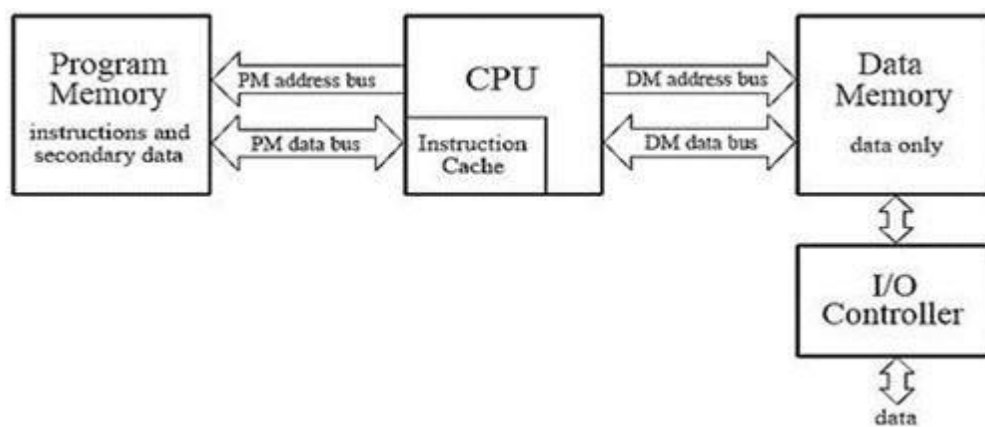 Program
Memory
instructions and
secondary data
PM address bus
PM data bus
CPU
Instruction
Cache
DM address bus
DM data bus
Data
Memory
data only
I/O
Controller
data